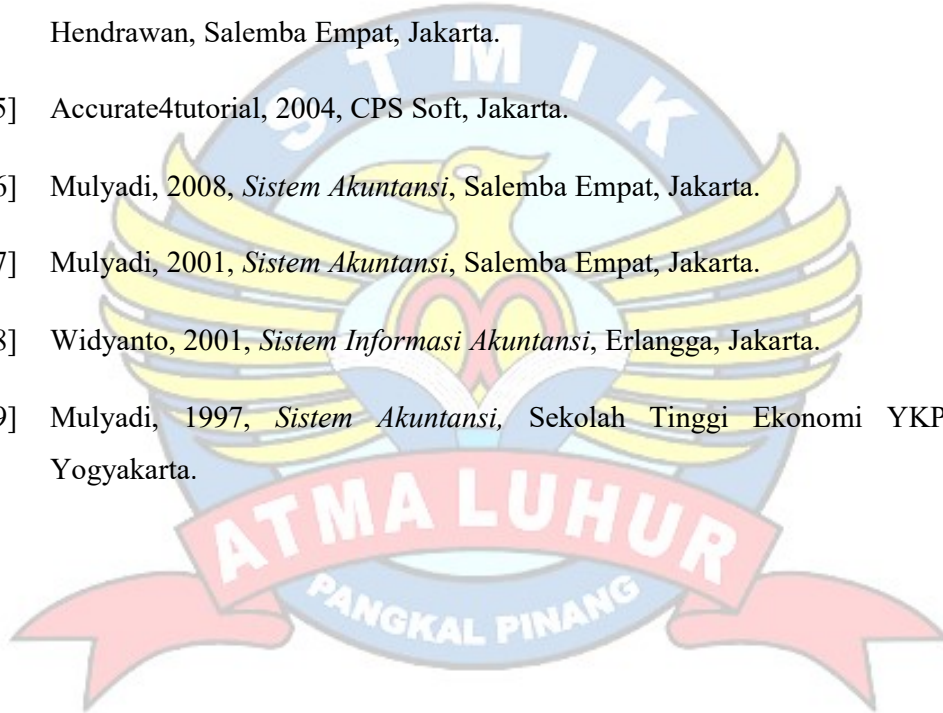 Hendrawan, Salemba Empat, Jakarta.
5] Accurate4tutorial, 2004, CPS Soft, Jakarta.
6] Mulyadi, 2008, Sistem Akuntansi, Salemba Empat, Jakarta.
7] Mulyadi, 2001, Sistem Akuntansi, Salemba Empat, Jakarta.
8] Widyanto, 2001, Sistem Informasi Akuntansi, Erlangga, Jakarta.
9] Mulyadi, 1997, Sistem Akuntansi, Sekolah Tinggi Ekonomi YKP
Yogyakarta.
STMIK
ATMA LUHUR
PANGKAL PINANG